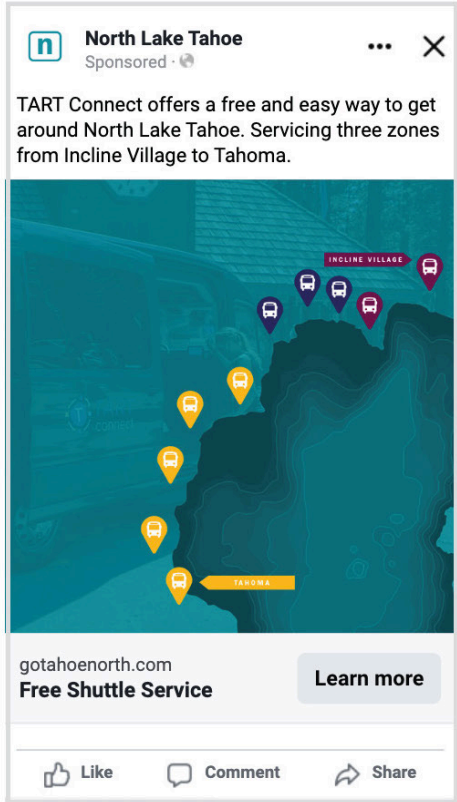 n
North Lake Tahoe
Sponsored ·
TART Connect offers a free and easy way to get
around North Lake Tahoe. Servicing three zones
from Incline Village to Tahoma.
INCLINE VILLAGE
T
connect
TAHOMA
gotahoenorth.com
Free Shuttle Service
Learn more
Like
Comment
Share